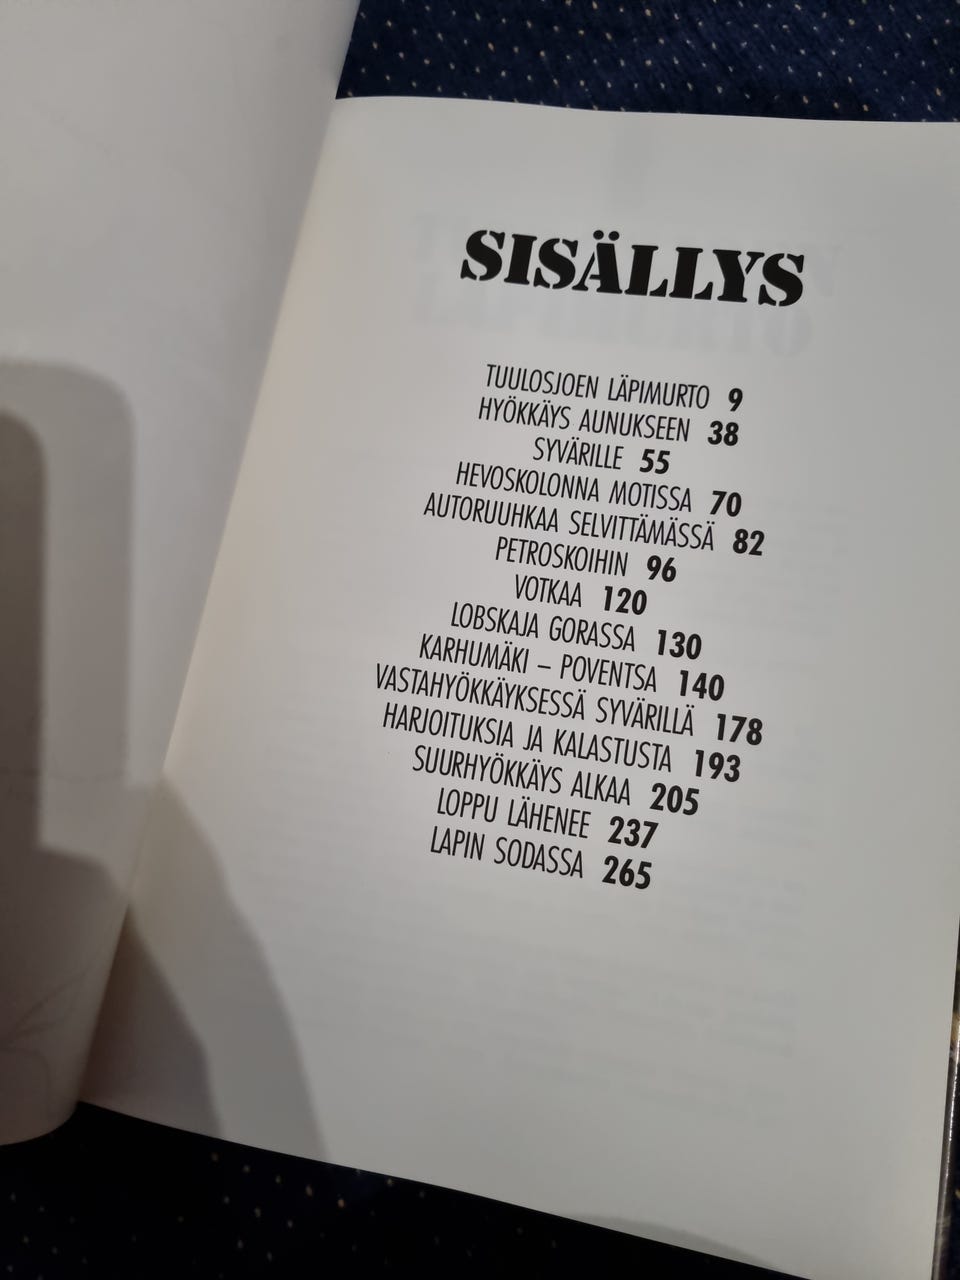 SISÄLLYS
TUULOSJOEN LÄPIMURTO 9
HYÖKKÄYS AUNUKSEEN 38
SYVÄRILLE 55
HEVOSKOLONNA MOTISSA 70
AUTORUUHKAA SELVITTÄMÄSSÄ 82
PETROSKOIHIN 96
VOTKAA 120
LOBSKAJA GORASSA 130
KARHUMÄKI – POVENTSA 140
VASTAHYÖKKÄYKSESSÄ SYVÄRILLÄ 178
HARJOITUKSIA JA KALASTUSTA 193
SUURHYÖKKÄYS ALKAA 205
LOPPU LÄHENEE 237
LAPIN SODASSA 265